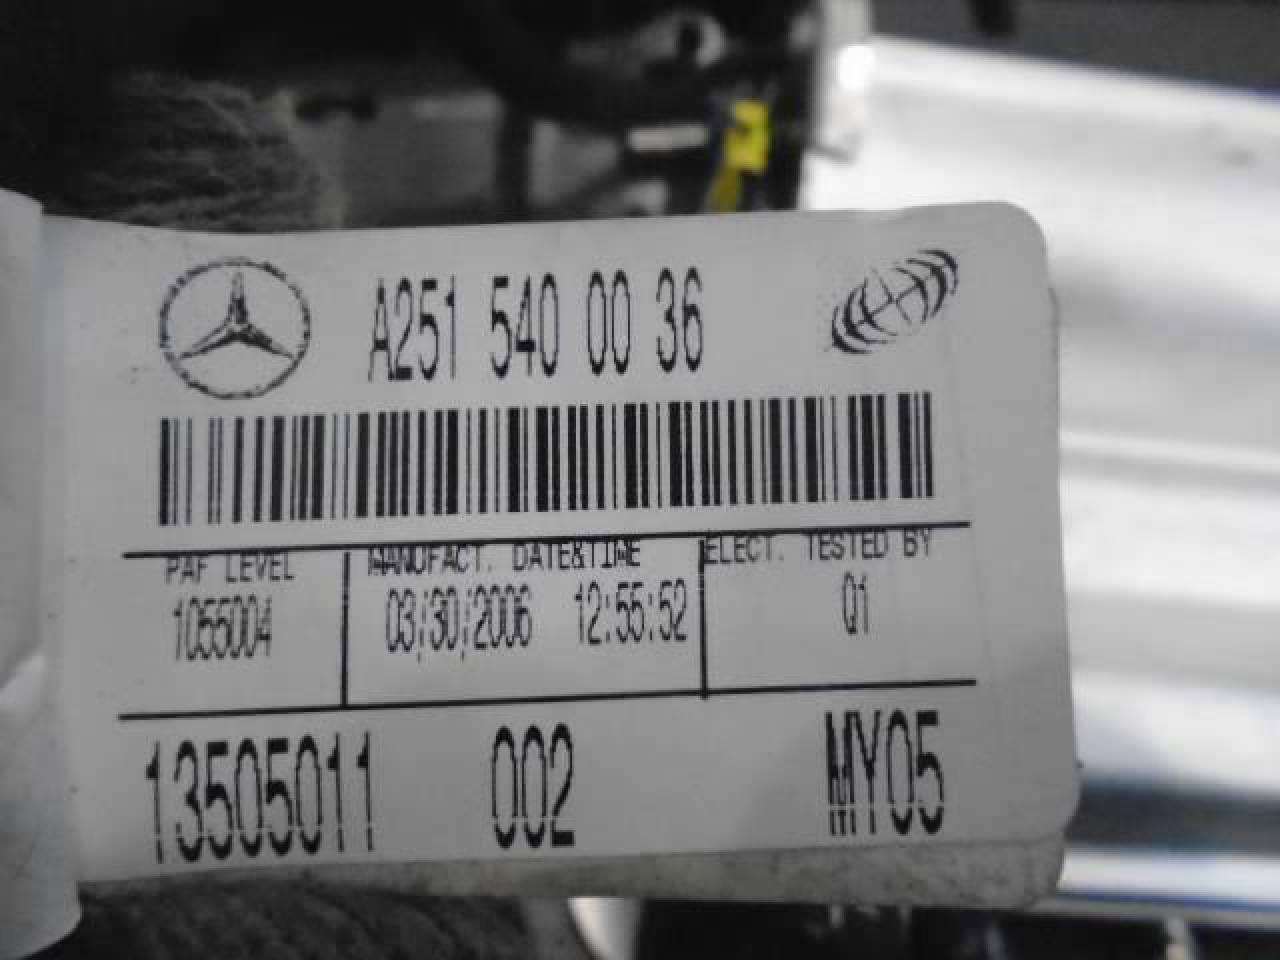 A251 540 00 36
PAF LEVEL MANUFACT. DATE&TIME ELECT. TESTED BY
1055004 03/30/2006 12:55:52 Q1
13505011 002 MY05